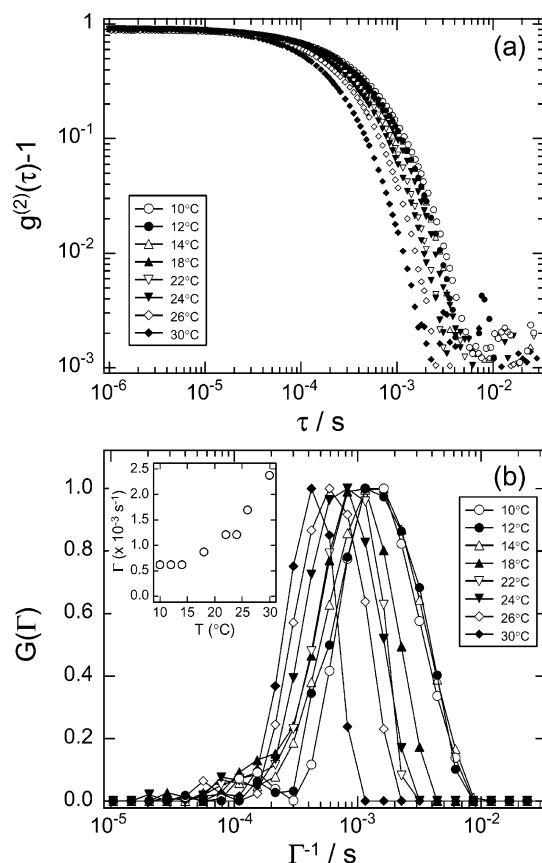 (a)
10⁰
10⁻¹
10⁻²
10⁻³
g⁽²⁾(τ)-1
10°C
12°C
14°C
18°C
22°C
24°C
26°C
30°C
10⁻⁶ 10⁻⁵ 10⁻⁴ 10⁻³ 10⁻²
τ / s
(b)
1.0
0.8
0.6
0.4
0.2
0.0
G(Γ)
2.5
2.0
1.5
1.0
0.5
0.0
Γ (x 10⁻³ s⁻¹)
10 15 20 25 30
T (°C)
10°C
12°C
14°C
18°C
22°C
24°C
26°C
30°C
10⁻⁵ 10⁻⁴ 10⁻³ 10⁻²
Γ⁻¹ / s